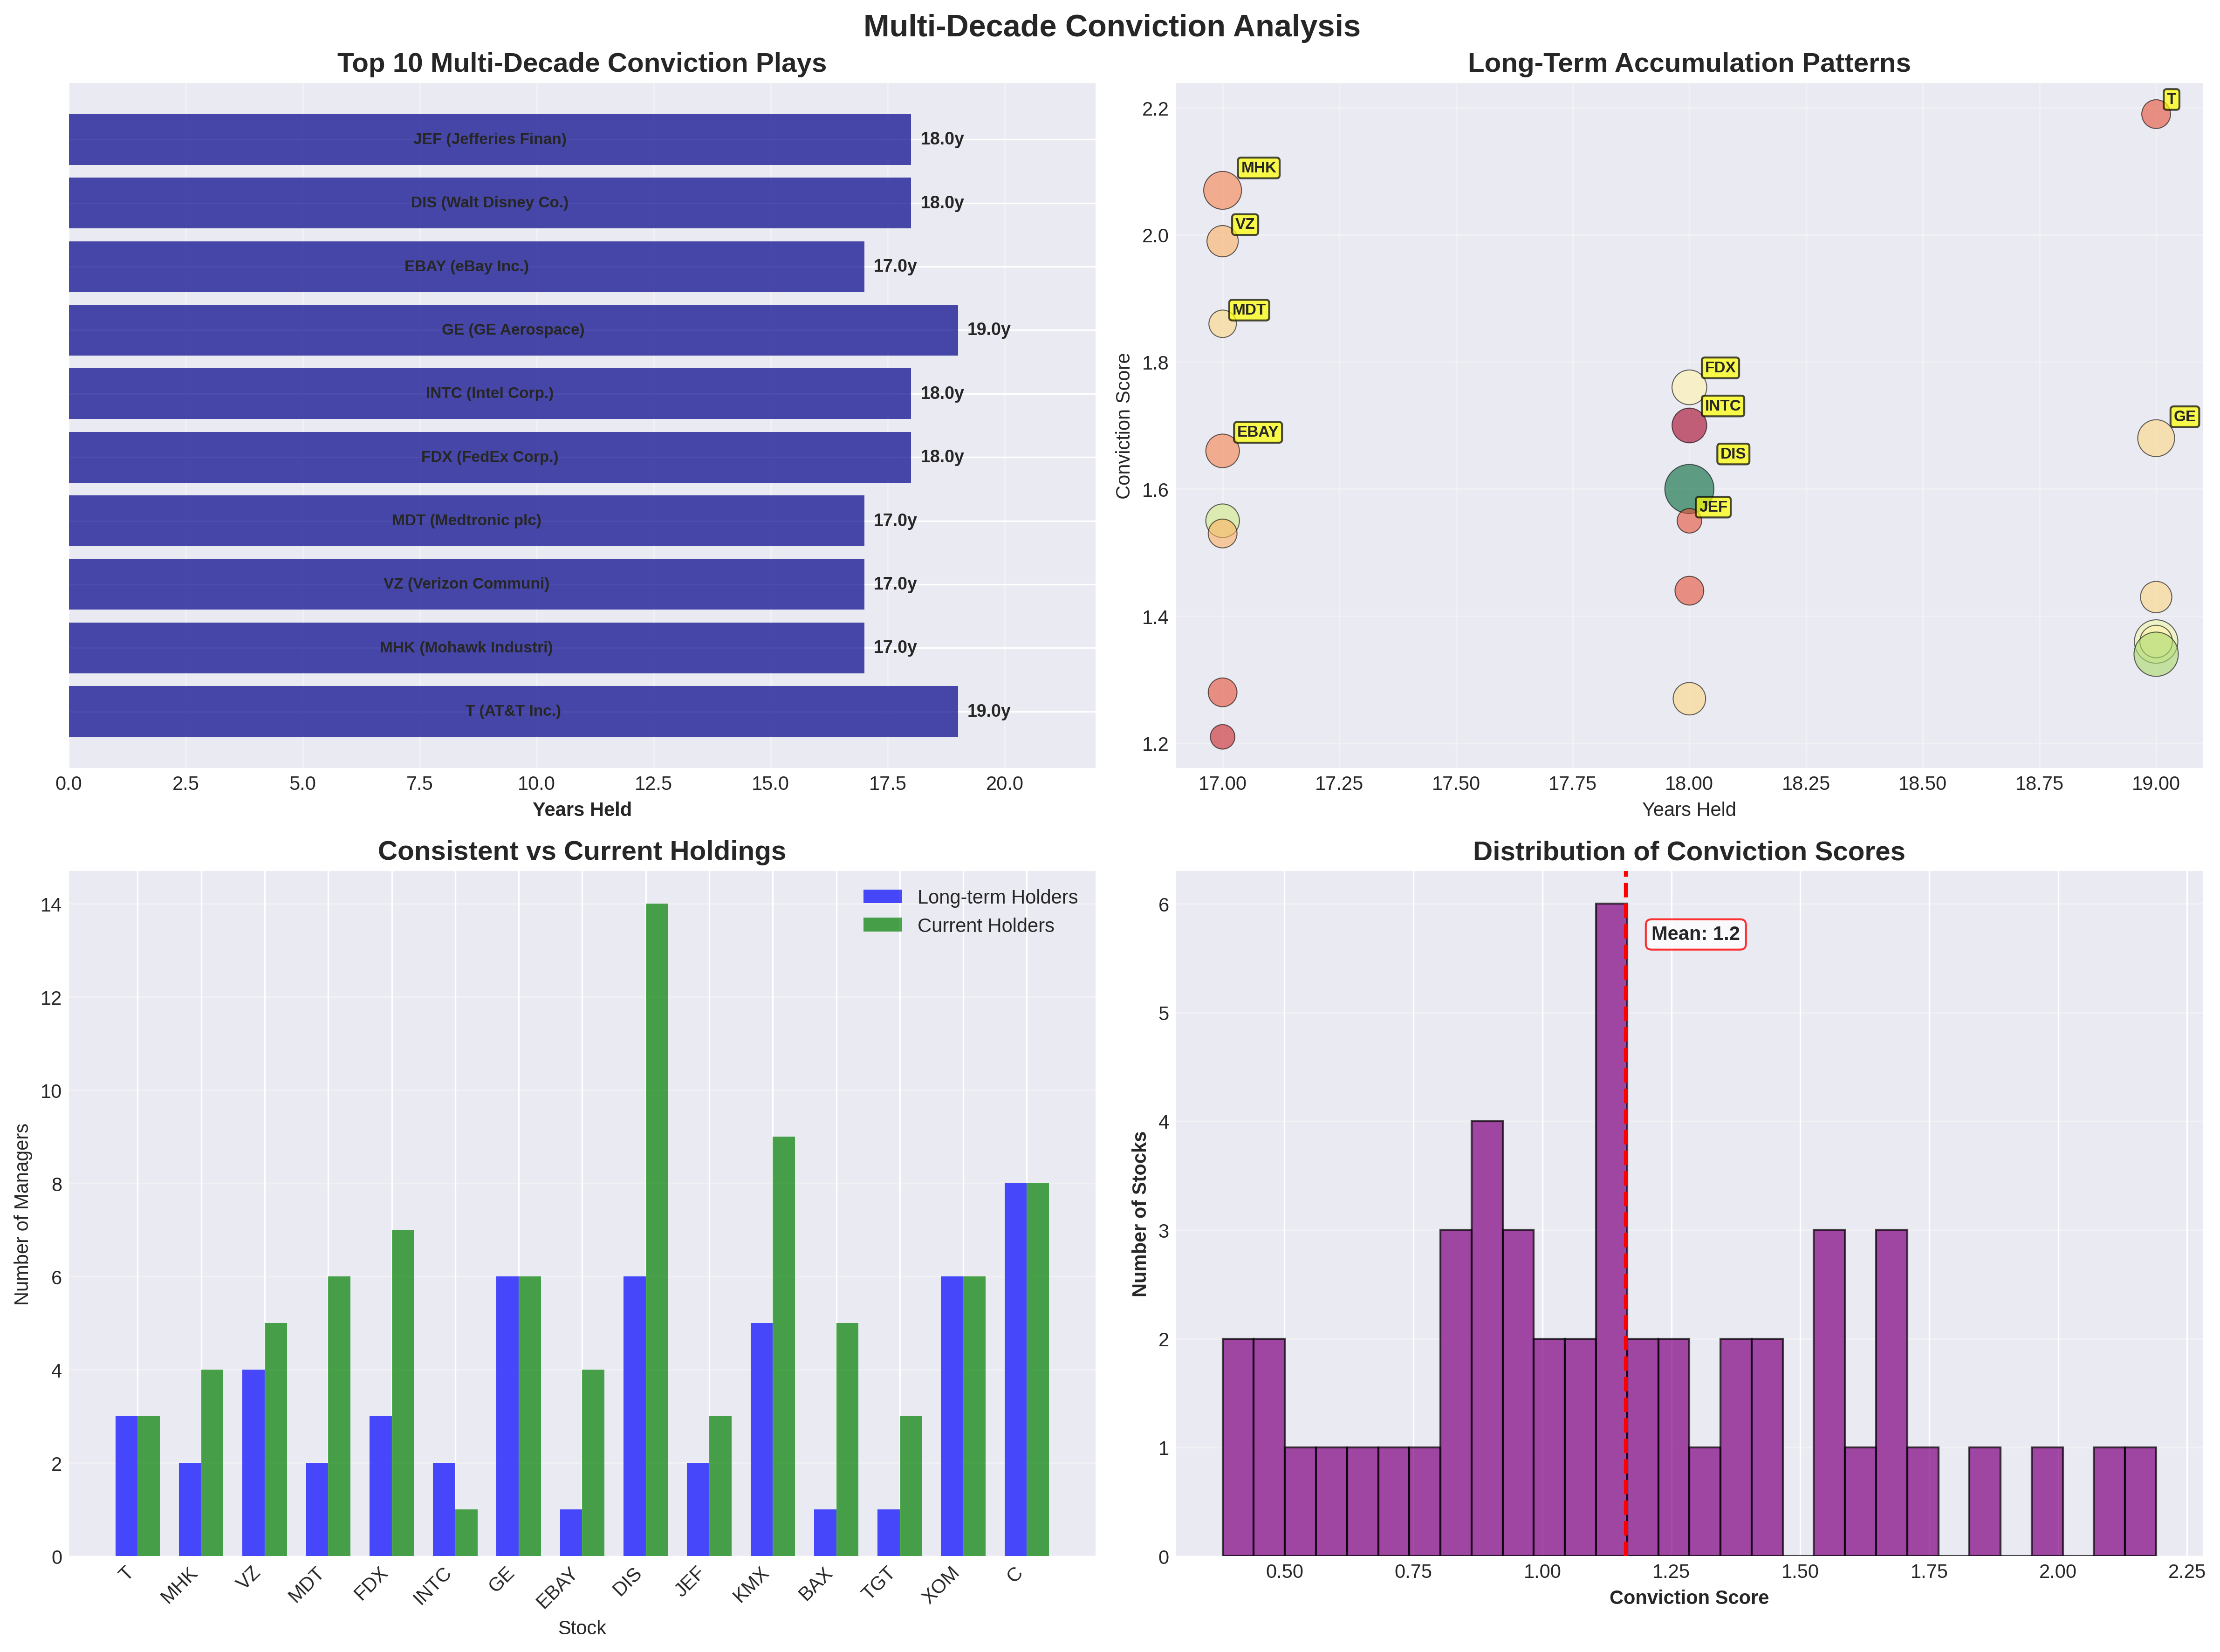 Multi-Decade Conviction Analysis
Top 10 Multi-Decade Conviction Plays
JEF (Jefferies Finan)
18.0y
DIS (Walt Disney Co.)
18.0y
EBAY (eBay Inc.)
17.0y
GE (GE Aerospace)
19.0y
INTC (Intel Corp.)
18.0y
FDX (FedEx Corp.)
18.0y
MDT (Medtronic plc)
17.0y
VZ (Verizon Communi)
17.0y
MHK (Mohawk Industri)
17.0y
T (AT&T Inc.)
19.0y
0.0 2.5 5.0 7.5 10.0 12.5 15.0 17.5 20.0
Years Held
Long-Term Accumulation Patterns
Conviction Score
2.2
2.0
1.8
1.6
1.4
1.2
T
MHK
VZ
MDT
FDX
INTC
GE
EBAY
DIS
JEF
17.00 17.25 17.50 17.75 18.00 18.25 18.50 18.75 19.00
Years Held
Consistent vs Current Holdings
Long-term Holders
Current Holders
Number of Managers
14
12
10
8
6
4
2
0
T MHK VZ MDT FDX INTC GE EBAY DIS JEF KMX BAX TGT XOM C
Stock
Distribution of Conviction Scores
Mean: 1.2
Number of Stocks
6
5
4
3
2
1
0
0.50 0.75 1.00 1.25 1.50 1.75 2.00 2.25
Conviction Score